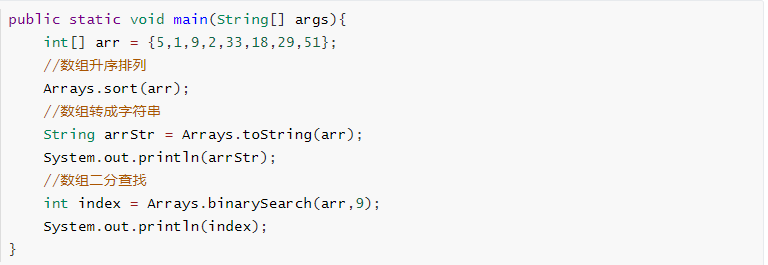 public static void main(String[] args){
    int[] arr = {5,1,9,2,33,18,29,51};
    //数组升序排列
    Arrays.sort(arr);
    //数组转成字符串
    String arrStr = Arrays.toString(arr);
    System.out.println(arrStr);
    //数组二分查找
    int index = Arrays.binarySearch(arr,9);
    System.out.println(index);
}